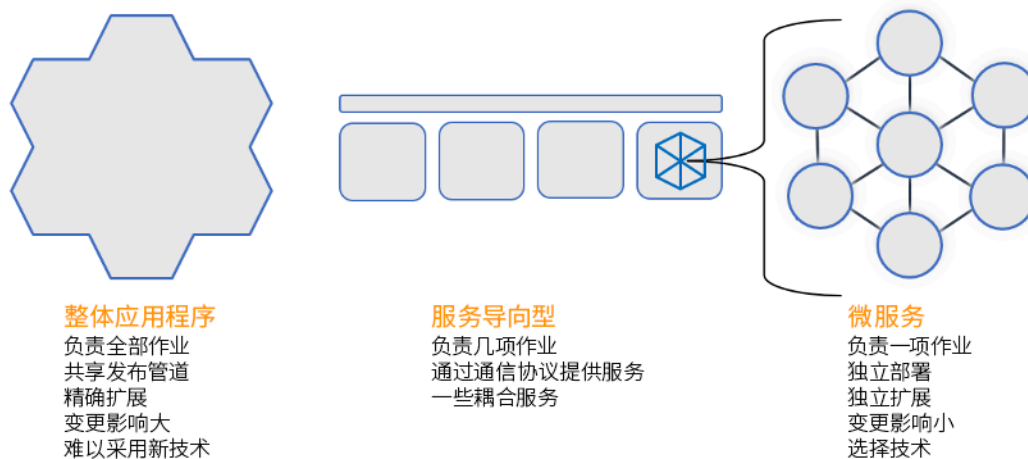 整体应用程序
负责全部作业
共享发布管道
精确扩展
变更影响大
难以采用新技术
服务导向型
负责几项作业
通过通信协议提供服务
一些耦合服务
微服务
负责一项作业
独立部署
独立扩展
变更影响小
选择技术